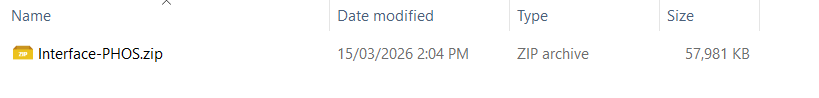 Name Date modified Type Size
ZIP Interface-PHOS.zip 15/03/2026 2:04 PM ZIP archive 57,981 KB